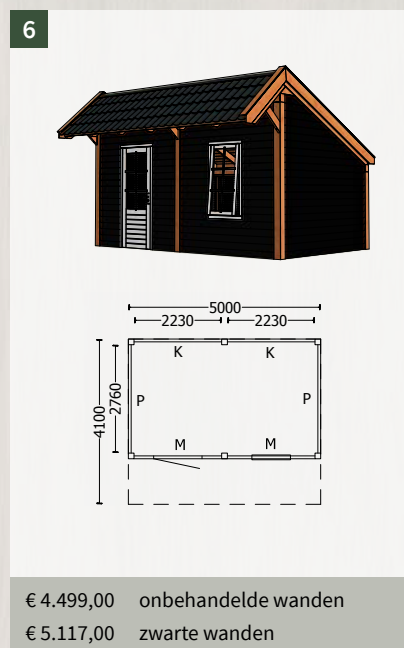 6
5000
2230 2230
K K
4100 2760 P P
M M
€ 4.499,00 onbehandelde wanden
€ 5.117,00 zwarte wanden